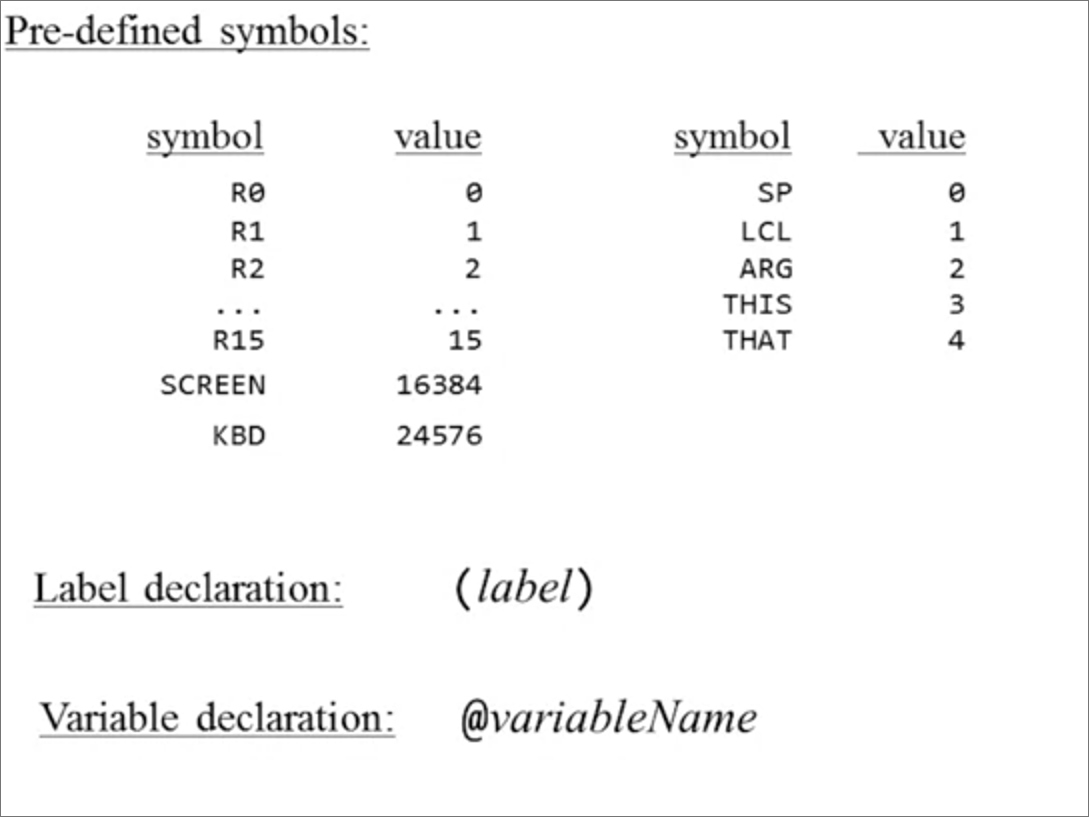 Pre-defined symbols:
symbol value symbol value
R0 0 SP 0
R1 1 LCL 1
R2 2 ARG 2
... ... THIS 3
R15 15 THAT 4
SCREEN 16384
KBD 24576
Label declaration: (label)
Variable declaration: @variableName